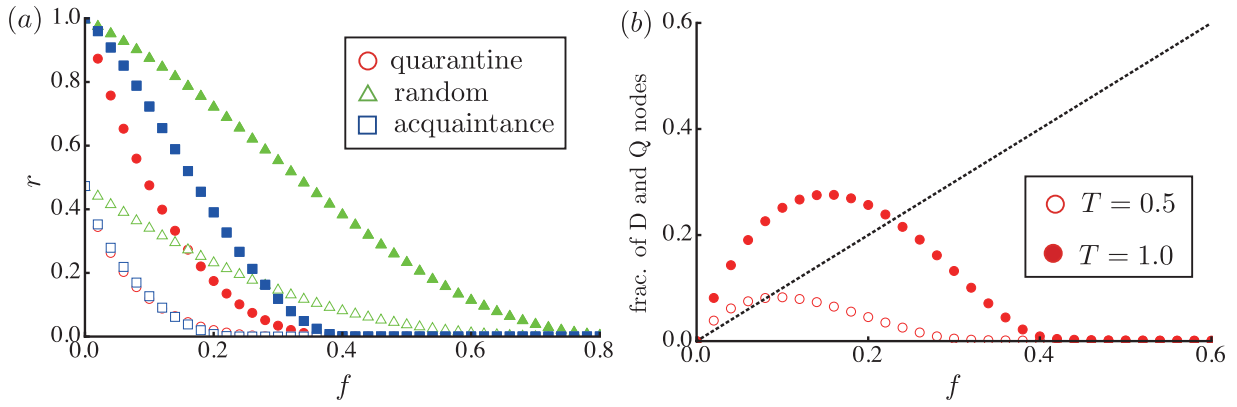 (a)
1.0
0.8
0.6
0.4
0.2
0.0
r
0.0 0.2 0.4 0.6 0.8
f
quarantine
random
acquaintance
(b)
0.6
0.4
0.2
0.0
frac. of D and Q nodes
0.0 0.2 0.4 0.6
f
T = 0.5
T = 1.0